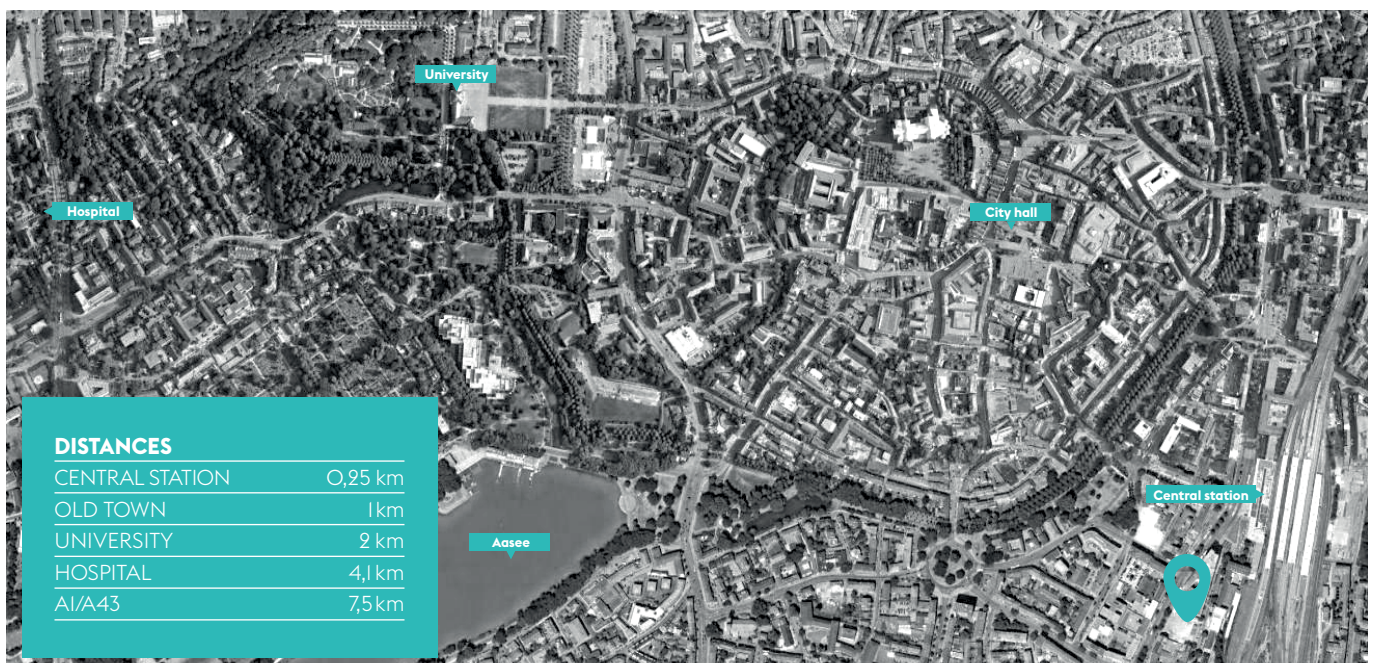 University
Hospital
City hall
DISTANCES
CENTRAL STATION 0,25 km
OLD TOWN 1 km
UNIVERSITY 2 km
HOSPITAL 4,1 km
A1/A43 7,5 km
Central station
Aasee